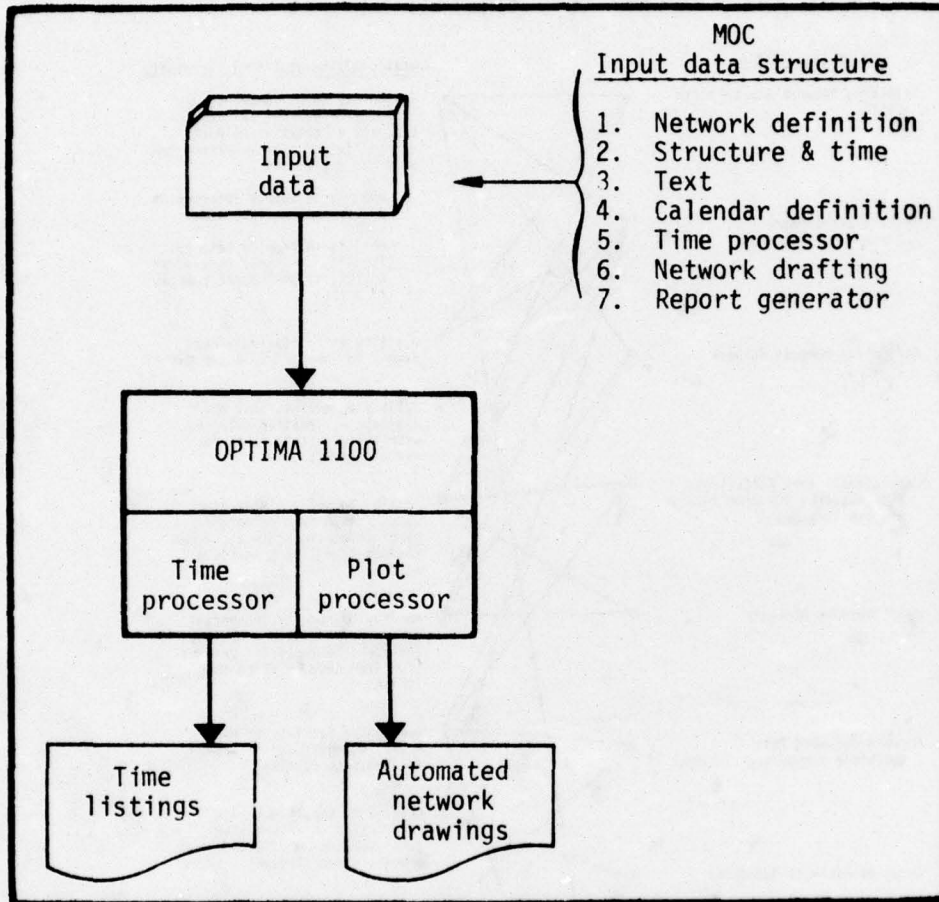 MOC
Input data structure
1. Network definition
2. Structure & time
3. Text
4. Calendar definition
5. Time processor
6. Network drafting
7. Report generator
Input
data
OPTIMA 1100
Time
processor
Plot
processor
Time
listings
Automated
network
drawings